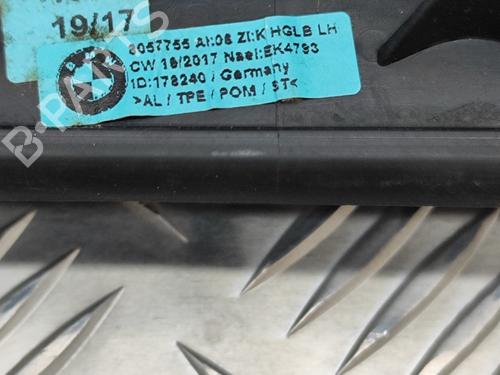 19/17
8057755 AI:08 ZI:K HGLB LH
CW 18/2017 Nael:EK4793
ID:178240 / Germany
>AL / TPE / POM / ST<
B-PARTS